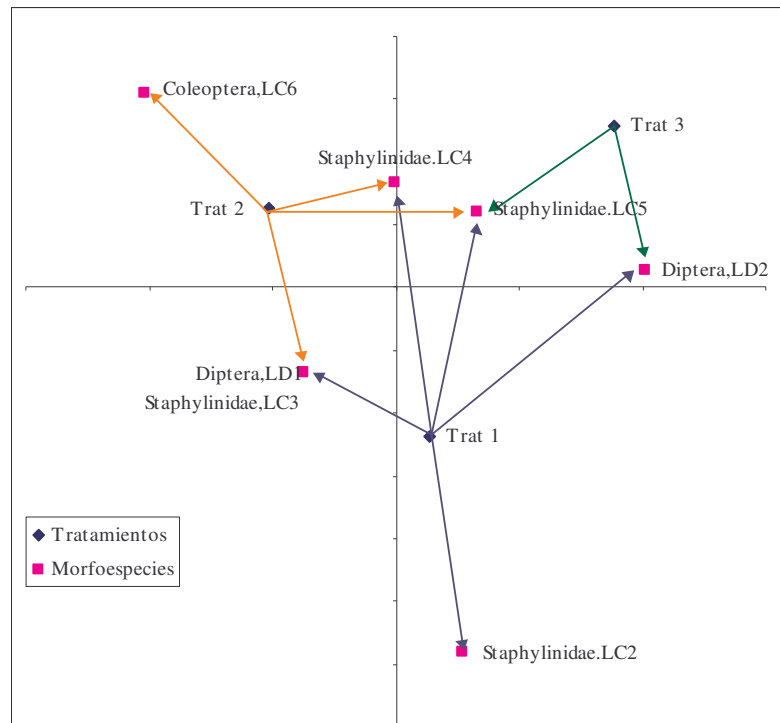 Coleoptera,LC6
Trat 3
Staphylinidae.LC4
Trat 2
Staphylinidae.LC5
Diptera,LD2
Diptera,LD1
Staphylinidae,LC3
Trat 1
Tratamientos
Morfoespecies
Staphylinidae.LC2